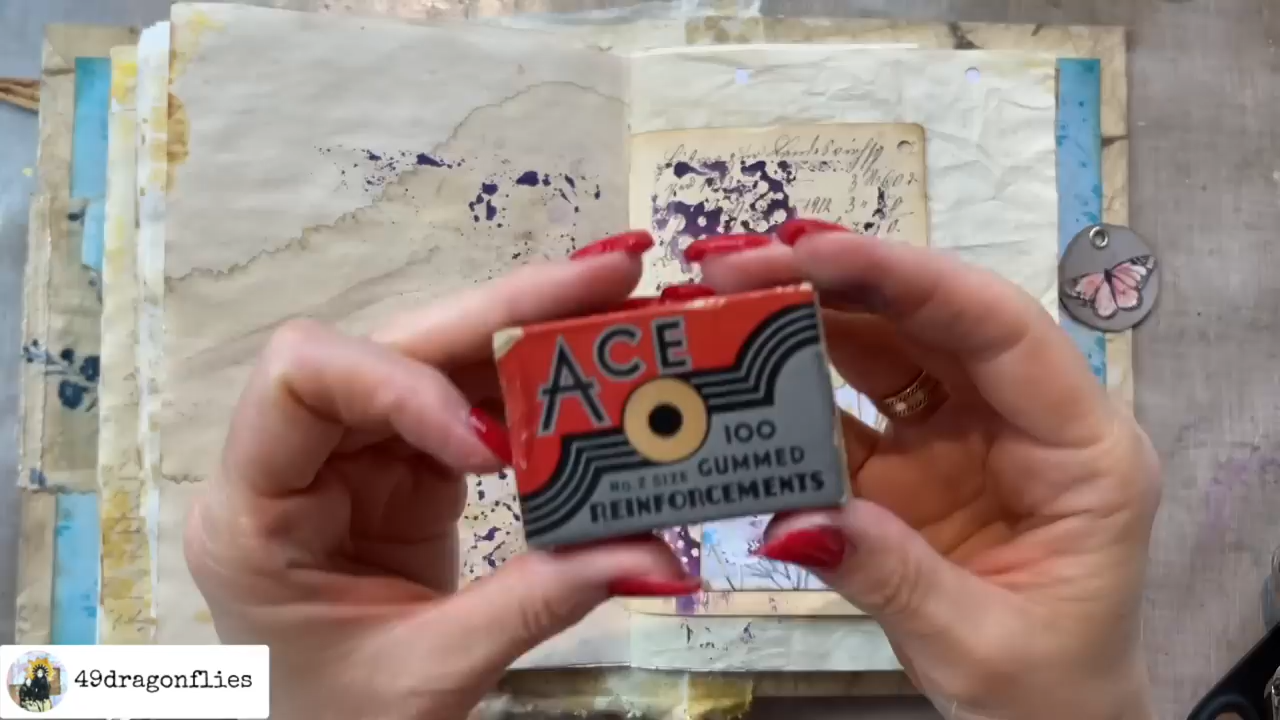 ACE
100
No. 2 SIZE GUMMED
REINFORCEMENTS
49dragonflies